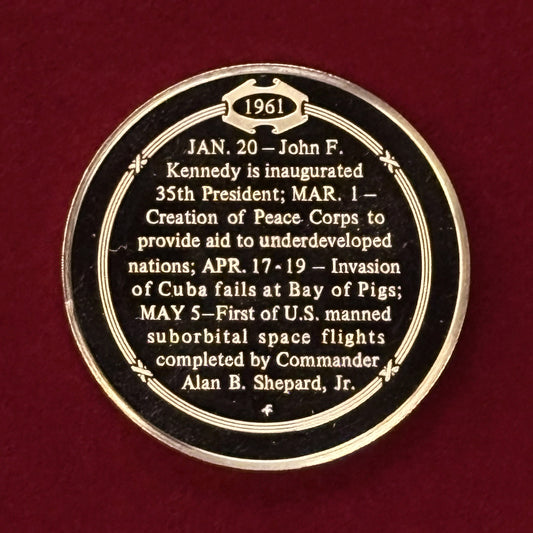 1961
JAN. 20 – John F.
Kennedy is inaugurated
35th President; MAR. 1 –
Creation of Peace Corps to
provide aid to underdeveloped
nations; APR. 17-19 – Invasion
of Cuba fails at Bay of Pigs;
MAY 5–First of U.S. manned
suborbital space flights
completed by Commander
Alan B. Shepard, Jr.